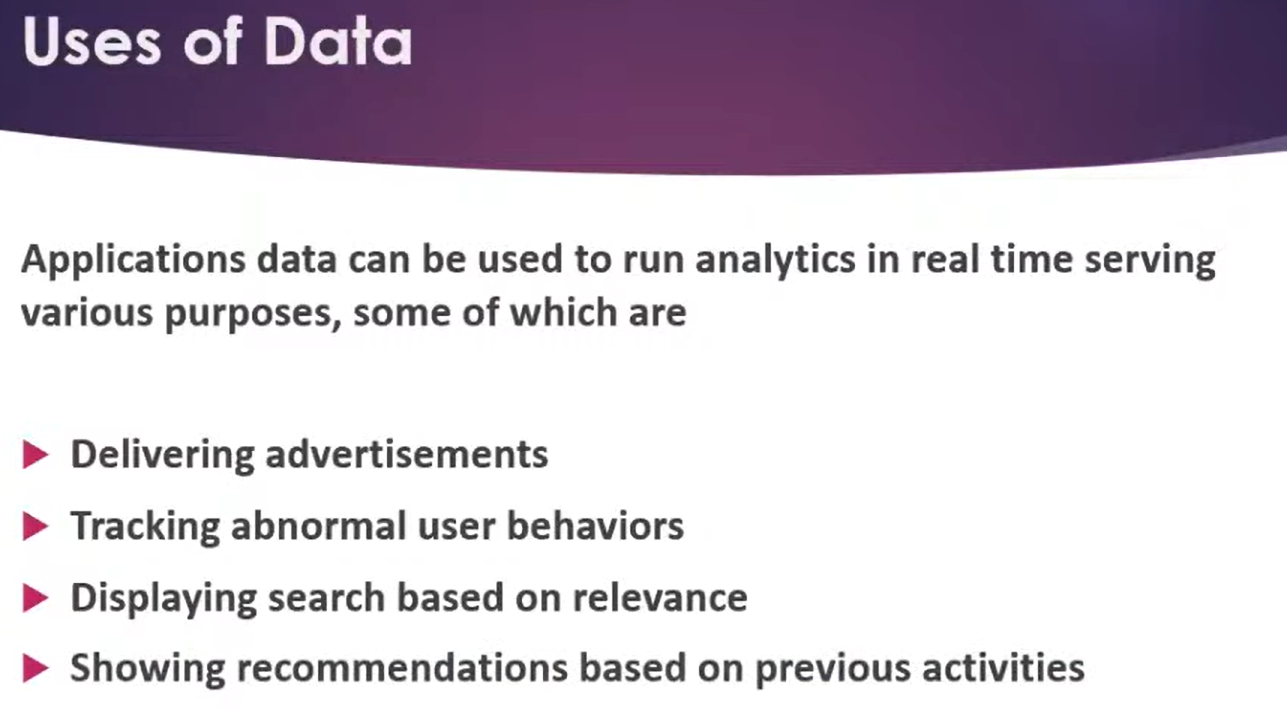 Uses of Data
Applications data can be used to run analytics in real time serving
various purposes, some of which are
Delivering advertisements
Tracking abnormal user behaviors
Displaying search based on relevance
Showing recommendations based on previous activities